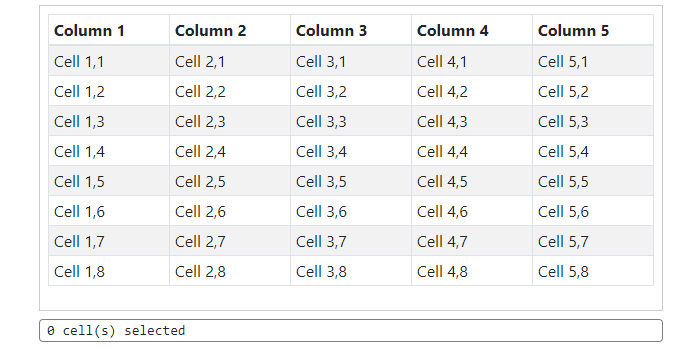 Column 1 Column 2 Column 3 Column 4 Column 5
Cell 1,1 Cell 2,1 Cell 3,1 Cell 4,1 Cell 5,1
Cell 1,2 Cell 2,2 Cell 3,2 Cell 4,2 Cell 5,2
Cell 1,3 Cell 2,3 Cell 3,3 Cell 4,3 Cell 5,3
Cell 1,4 Cell 2,4 Cell 3,4 Cell 4,4 Cell 5,4
Cell 1,5 Cell 2,5 Cell 3,5 Cell 4,5 Cell 5,5
Cell 1,6 Cell 2,6 Cell 3,6 Cell 4,6 Cell 5,6
Cell 1,7 Cell 2,7 Cell 3,7 Cell 4,7 Cell 5,7
Cell 1,8 Cell 2,8 Cell 3,8 Cell 4,8 Cell 5,8
0 cell(s) selected